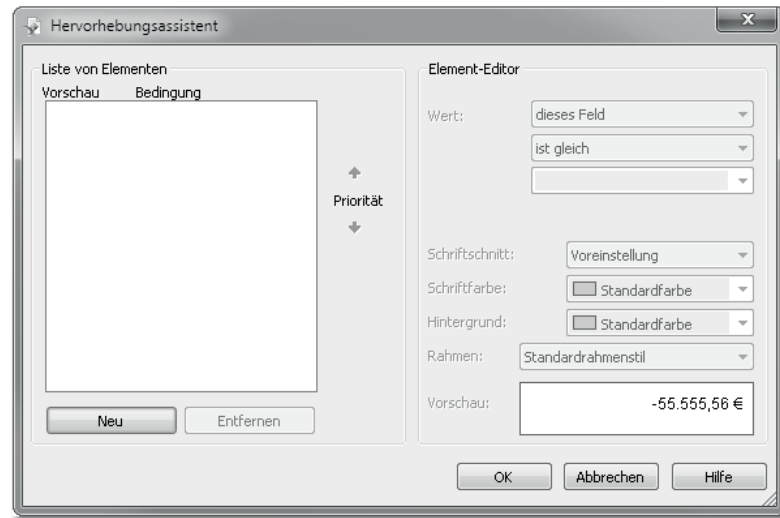 Hervorhebungsassistent
Liste von Elementen
Vorschau Bedingung
Priorität
Neu
Entfernen
Element-Editor
Wert:
dieses Feld
ist gleich
Schriftschnitt:
Voreinstellung
Schriftfarbe:
Standardfarbe
Hintergrund:
Standardfarbe
Rahmen:
Standardrahmenstil
Vorschau:
-55.555,56 €
OK
Abbrechen
Hilfe